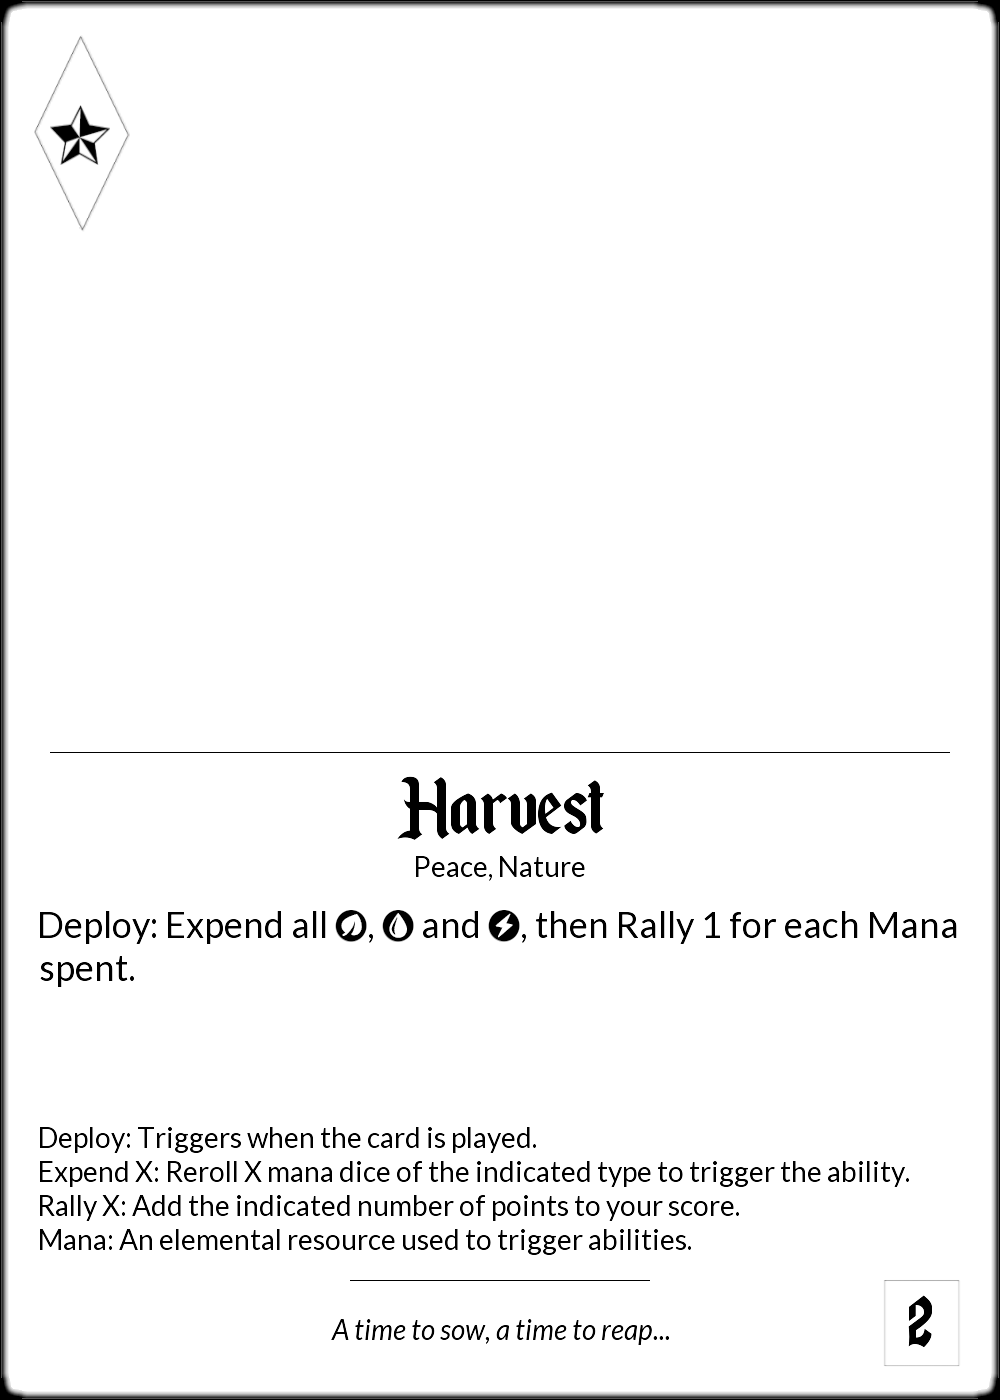 Harvest
Peace, Nature
Deploy: Expend all , and , then Rally 1 for each Mana
spent.
Deploy: Triggers when the card is played.
Expend X: Reroll X mana dice of the indicated type to trigger the ability.
Rally X: Add the indicated number of points to your score.
Mana: An elemental resource used to trigger abilities.
A time to sow, a time to reap...
2